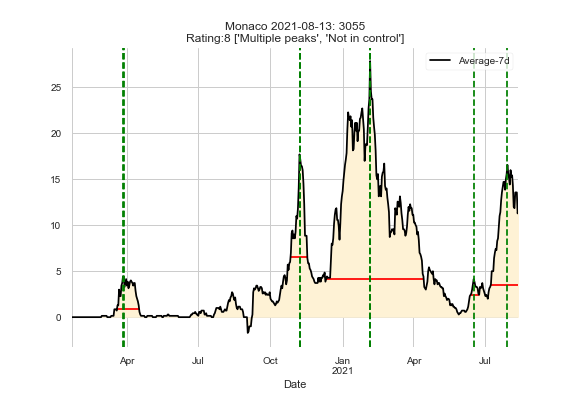 Monaco 2021-08-13: 3055
Rating:8 ['Multiple peaks', 'Not in control']
Average-7d
25
20
15
10
5
0
Apr Jul Oct Jan Apr Jul
2021
Date